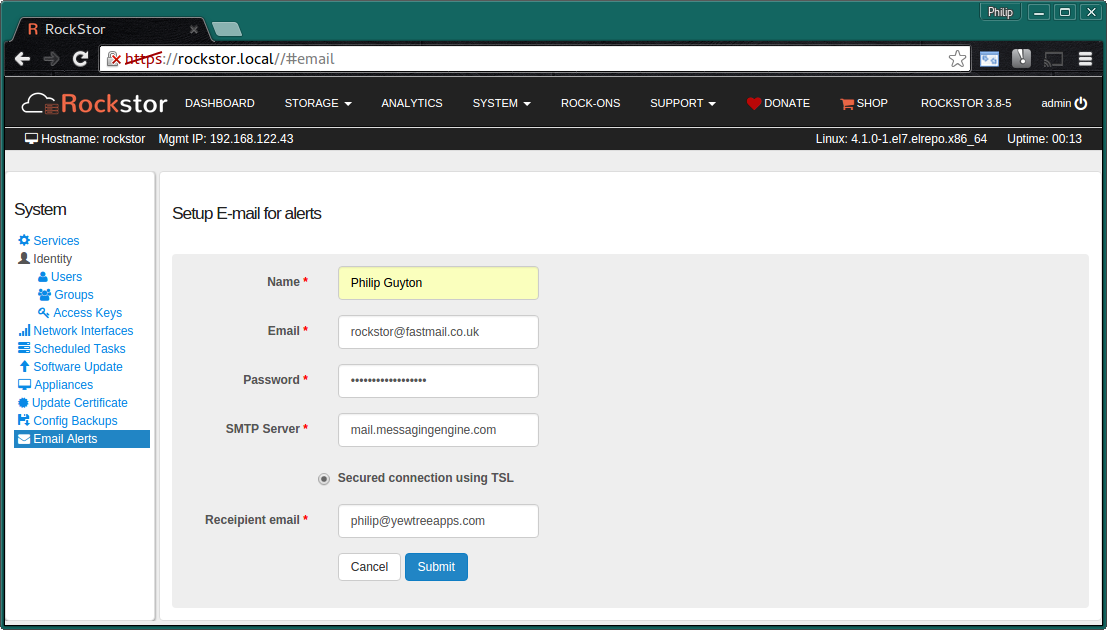 Philip
R RockStor
https://rockstor.local//#email
Rockstor DASHBOARD STORAGE ANALYTICS SYSTEM ROCK-ONS SUPPORT DONATE SHOP ROCKSTOR 3.8-5 admin
Hostname: rockstor Mgmt IP: 192.168.122.43 Linux: 4.1.0-1.el7.elrepo.x86_64 Uptime: 00:13
System
Services
Identity
Users
Groups
Access Keys
Network Interfaces
Scheduled Tasks
Software Update
Appliances
Update Certificate
Config Backups
Email Alerts
Setup E-mail for alerts
Name * Philip Guyton
Email * rockstor@fastmail.co.uk
Password * •••••••••••••••••
SMTP Server * mail.messagingengine.com
Secured connection using TSL
Receipient email * philip@yewtreeapps.com
Cancel Submit